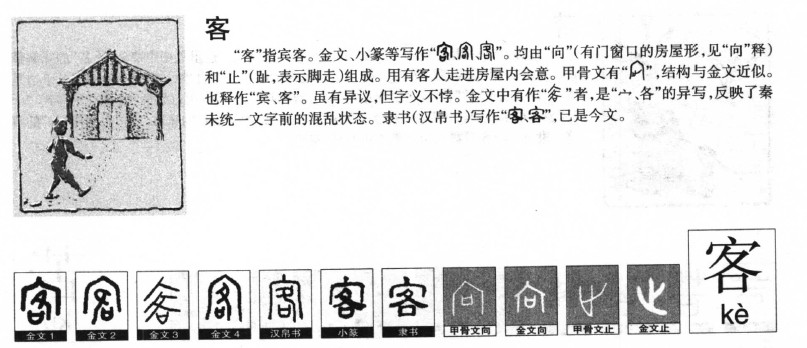 客
“客”指宾客。金文、小篆等写作“”。均由“向”(有门窗口的房屋形,见“向”释)
和“止”(趾,表示脚走)组成。用有客人走进房屋内会意。甲骨文有“”,结构与金文近似。
也释作“宾、客”。虽有异议,但字义不悖。金文中有作“”者,是“宀、各”的异写,反映了秦
未统一文字前的混乱状态。隶书(汉帛书)写作“客、客”,已是今文。
金文1 金文2 金文3 金文4 汉帛书 小篆 隶书 甲骨文向 金文向 甲骨文止 金文止
客
kè